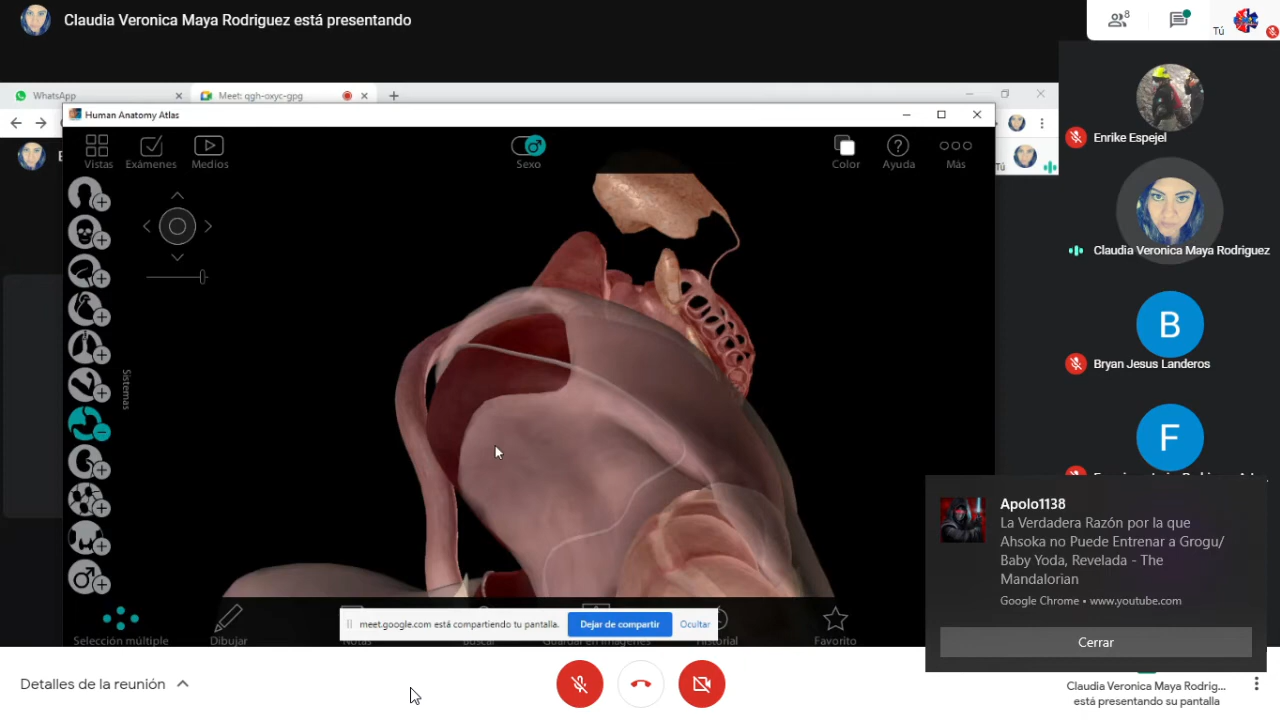 Claudia Veronica Maya Rodriguez está presentando
8
Tú
WhatsApp
Meet: qgh-oxyc-gpg
Human Anatomy Atlas
Vistas
Exámenes
Medios
Sexo
Color
Ayuda
Más
Tú
Sistemas
Enrike Espejel
Claudia Veronica Maya Rodriguez
B
Bryan Jesus Landeros
F
Apolo1138
La Verdadera Razón por la que
Ahsoka no Puede Entrenar a Grogu/
Baby Yoda, Revelada - The
Mandalorian
Google Chrome • www.youtube.com
Cerrar
meet.google.com está compartiendo tu pantalla.
Dejar de compartir
Ocultar
Selección múltiple
Dibujar
Favorito
Detalles de la reunión
Claudia Veronica Maya Rodrig...
está presentando su pantalla